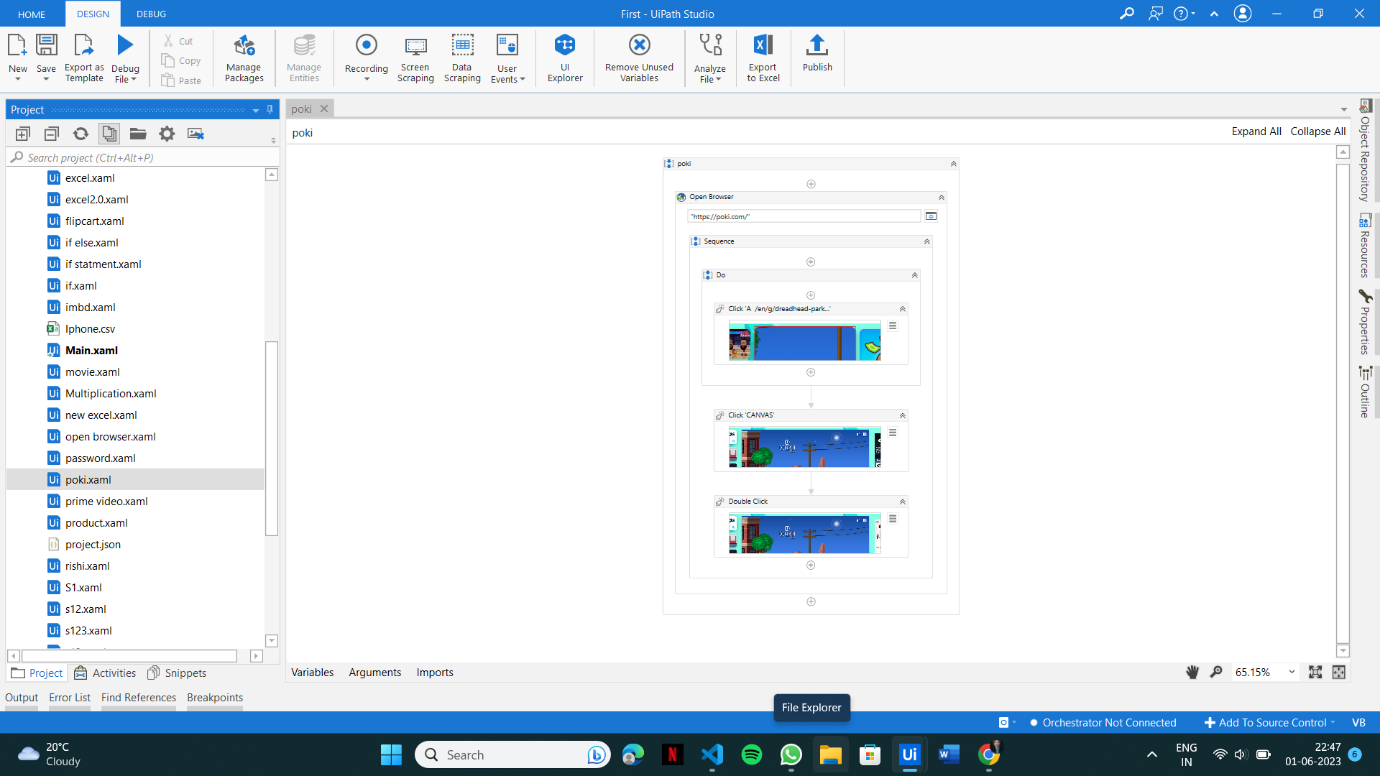 HOME
DESIGN
DEBUG
First - UiPath Studio
New
Save
Export as Template
Debug File
Cut
Copy
Paste
Manage Packages
Manage Entities
Recording
Screen Scraping
Data Scraping
User Events
UI Explorer
Remove Unused Variables
Analyze File
Export to Excel
Publish
Project
Search project (Ctrl+Alt+P)
excel.xaml
excel2.0.xaml
flipcart.xaml
if else.xaml
if statment.xaml
if.xaml
imbd.xaml
Iphone.csv
Main.xaml
movie.xaml
Multiplication.xaml
new excel.xaml
open browser.xaml
password.xaml
poki.xaml
prime video.xaml
product.xaml
project.json
rishi.xaml
S1.xaml
s12.xaml
s123.xaml
Project
Activities
Snippets
poki
poki
Expand All
Collapse All
poki
Open Browser
"https://poki.com/"
Sequence
Do
Click 'A /en/g/dreadhead-park...'
Click 'CANVAS'
Double Click
Object Repository
Resources
Properties
Outline
Variables
Arguments
Imports
65.15%
Output
Error List
Find References
Breakpoints
File Explorer
Orchestrator Not Connected
Add To Source Control
VB
20°C
Cloudy
Search
ENG
IN
22:47
01-06-2023
6